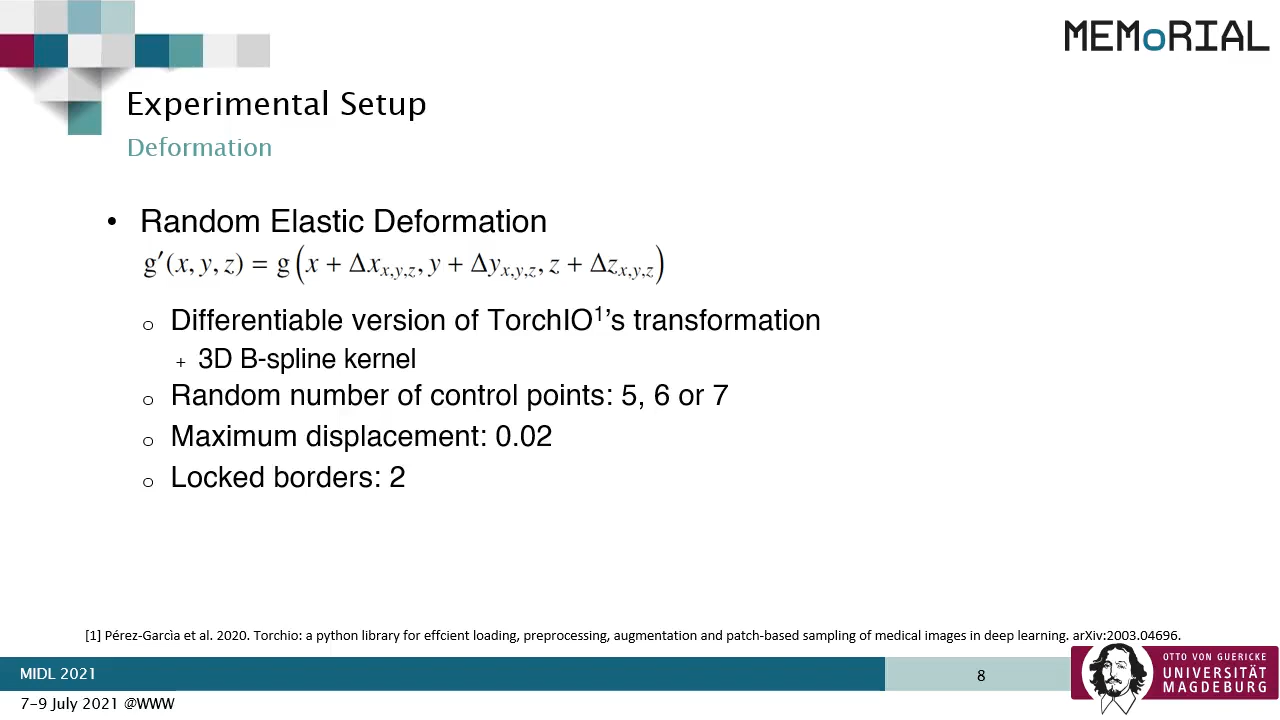 MEMoRIAL
Experimental Setup
Deformation
• Random Elastic Deformation
g′(x, y, z) = g(x + Δx_{x,y,z}, y + Δy_{x,y,z}, z + Δz_{x,y,z})
o Differentiable version of TorchIO¹'s transformation
+ 3D B-spline kernel
o Random number of control points: 5, 6 or 7
o Maximum displacement: 0.02
o Locked borders: 2
[1] Pérez-Garcìa et al. 2020. Torchio: a python library for effcient loading, preprocessing, augmentation and patch-based sampling of medical images in deep learning. arXiv:2003.04696.
MIDL 2021
8
OTTO VON GUERICKE
UNIVERSITÄT
MAGDEBURG
7-9 July 2021 @WWW